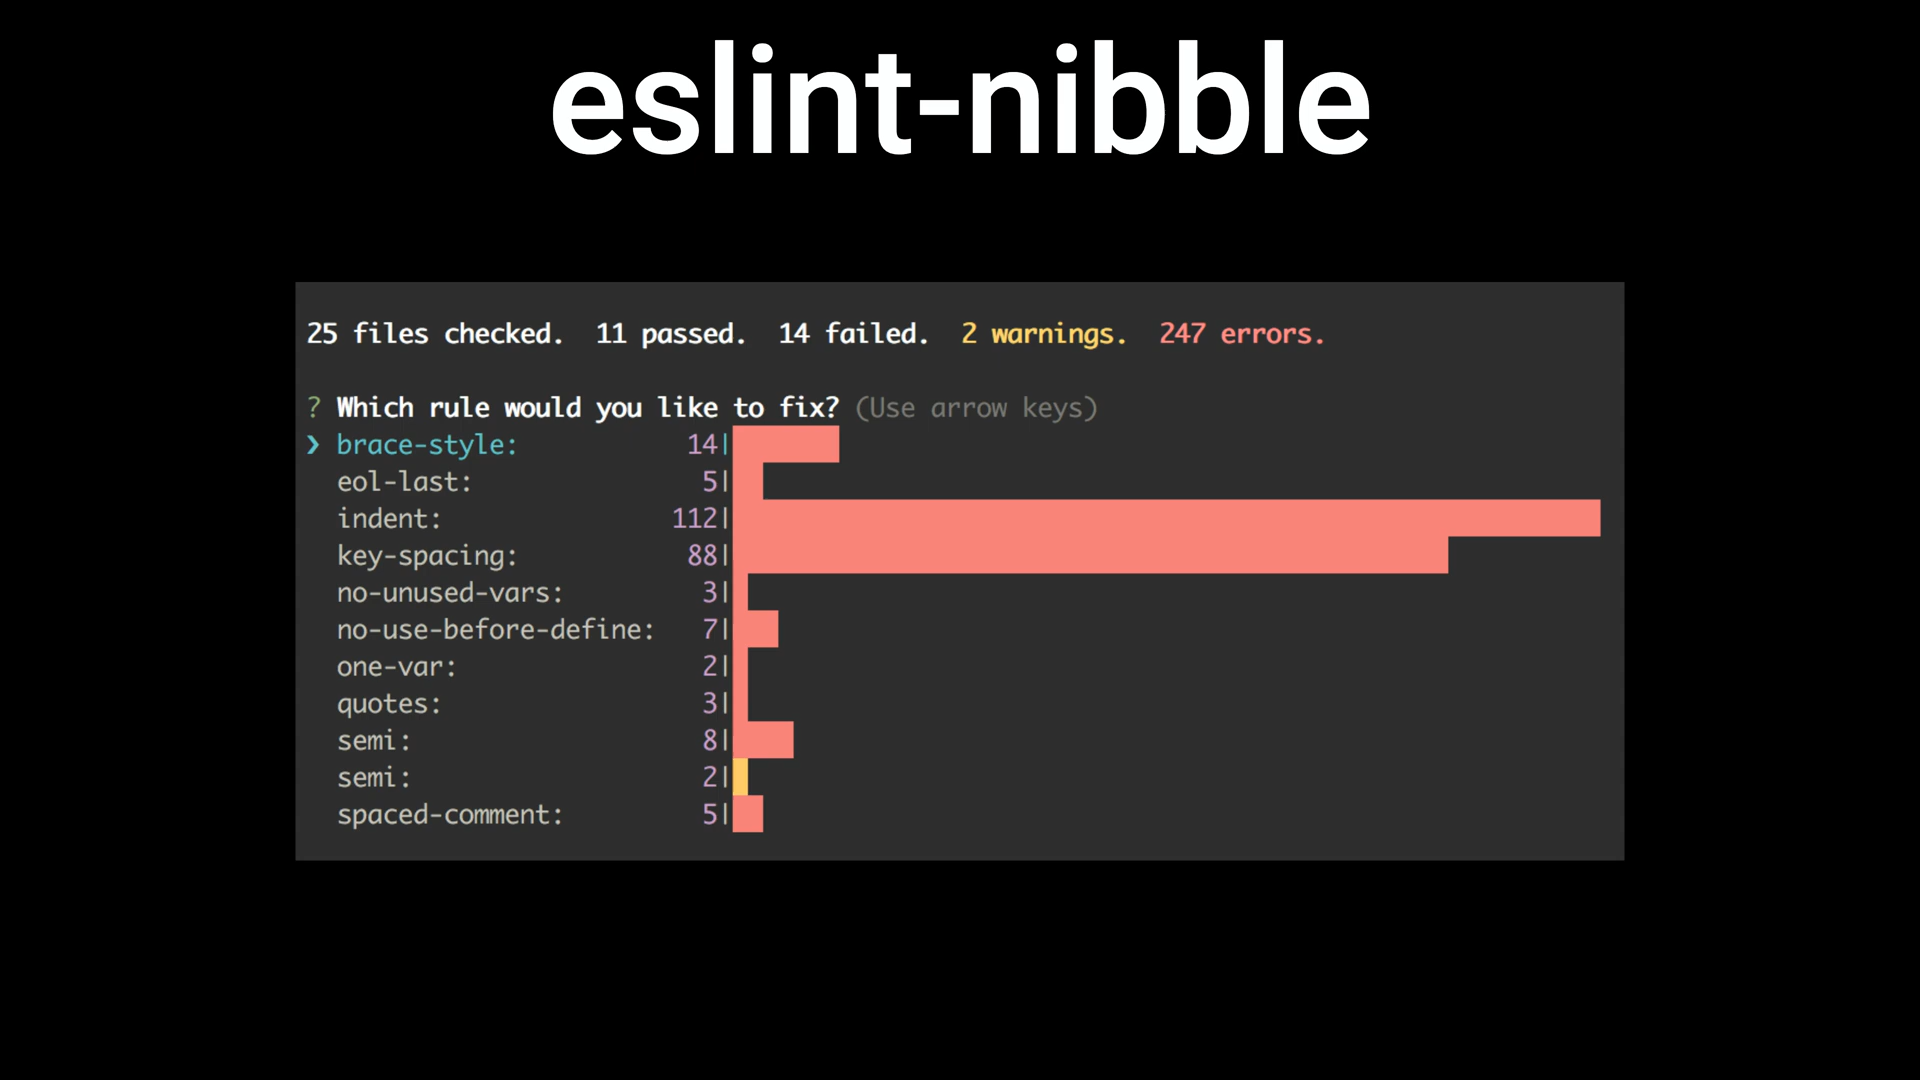 eslint-nibble
25 files checked. 11 passed. 14 failed. 2 warnings. 247 errors.
? Which rule would you like to fix? (Use arrow keys)
❯ brace-style: 14|
eol-last: 5|
indent: 112|
key-spacing: 88|
no-unused-vars: 3|
no-use-before-define: 7|
one-var: 2|
quotes: 3|
semi: 8|
semi: 2|
spaced-comment: 5|